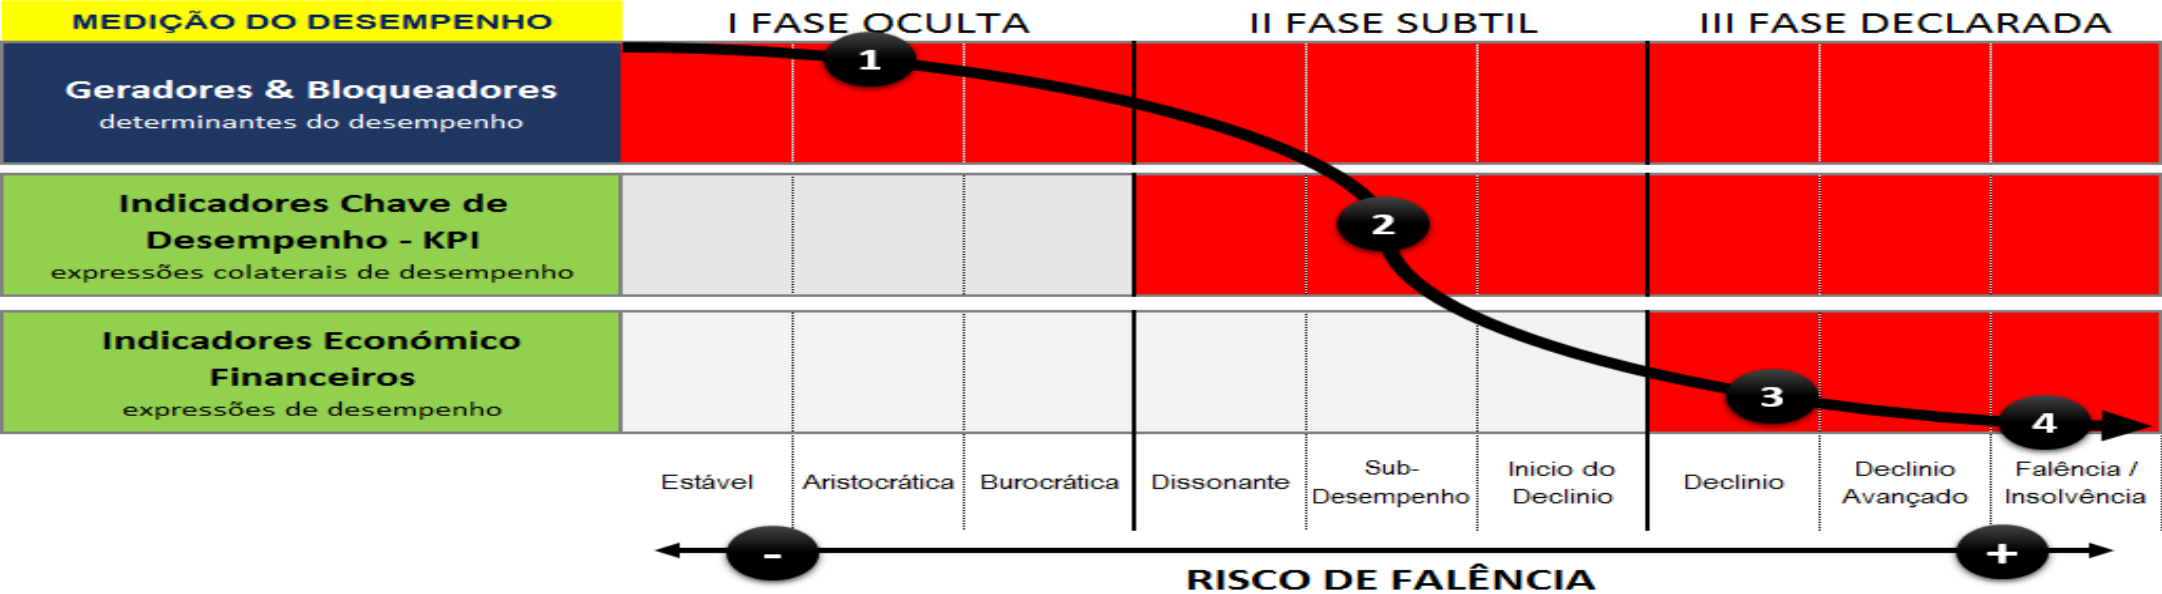 MEDIÇÃO DO DESEMPENHO
I FASE OCULTA
II FASE SUBTIL
III FASE DECLARADA
Geradores & Bloqueadores
determinantes do desempenho
1
Indicadores Chave de
Desempenho - KPI
expressões colaterais de desempenho
2
Indicadores Económico
Financeiros
expressões de desempenho
3
4
Estável
Aristocrática
Burocrática
Dissonante
Sub-
Desempenho
Inicio do
Declinio
Declinio
Declinio
Avançado
Falência /
Insolvência
-
+
RISCO DE FALÊNCIA